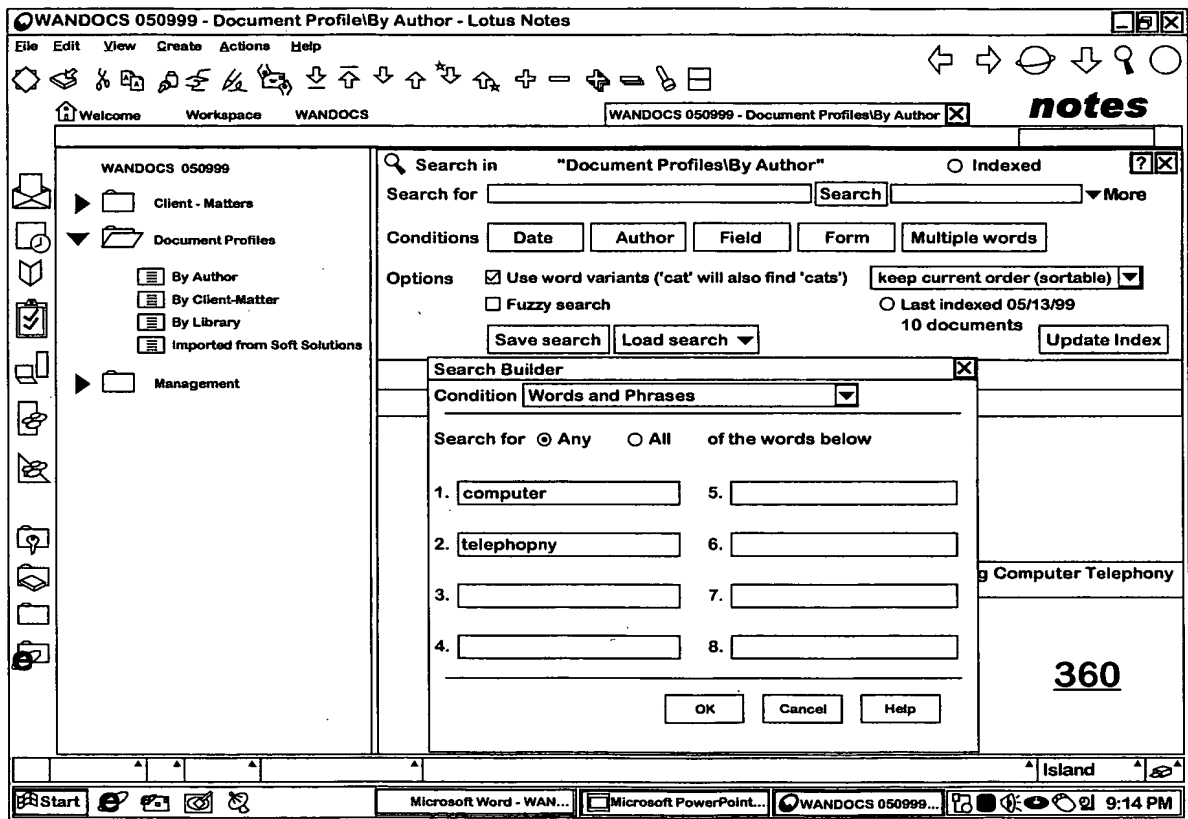 WANDOCS 050999 - Document Profile\By Author - Lotus Notes
File Edit View Create Actions Help
Welcome Workspace WANDOCS WANDOCS 050999 - Document Profiles\By Author
notes
WANDOCS 050999
Client - Matters
Document Profiles
By Author
By Client-Matter
By Library
Imported from Soft Solutions
Management
Search in "Document Profiles\By Author" Indexed ?
Search for Search More
Conditions Date Author Field Form Multiple words
Options Use word variants ('cat' will also find 'cats') keep current order (sortable)
Fuzzy search Last indexed 05/13/99
10 documents
Save search Load search Update Index
Search Builder
Condition Words and Phrases
Search for Any All of the words below
1. computer 5.
2. telephopny 6.
3. 7.
4. 8.
g Computer Telephony
360
OK Cancel Help
Island
Start Microsoft Word - WAN... Microsoft PowerPoint... WANDOCS 050999... 9:14 PM